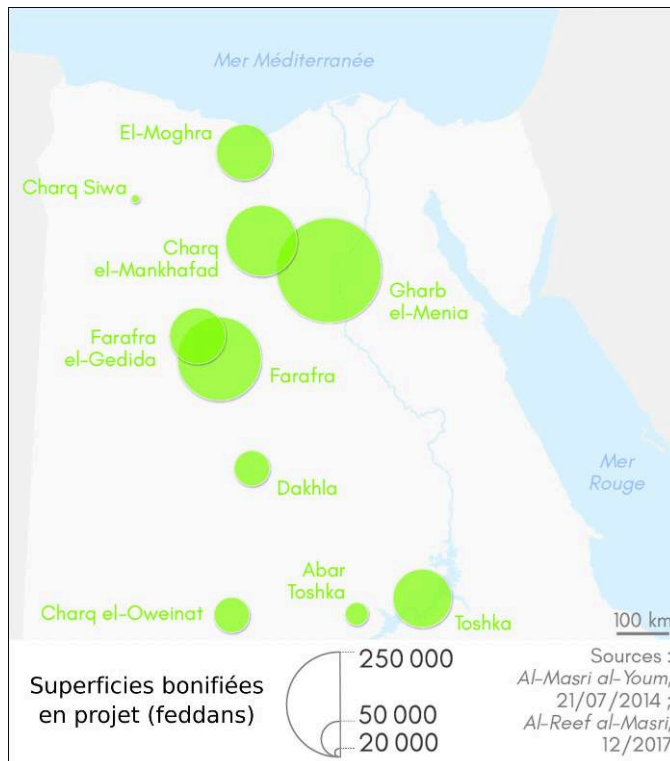 Mer Méditerranée
El-Moghra
Charq Siwa
Charq
el-Mankhafad
Gharb
el-Menia
Farafra
el-Gedida
Farafra
Dakhla
Mer
Rouge
Abar
Toshka
Charq el-Oweinat
Toshka
100 km
Superficies bonifiées
en projet (feddans)
250 000
50 000
20 000
Sources :
Al-Masri al-Youm,
21/07/2014 ;
Al-Reef al-Masri,
12/2017